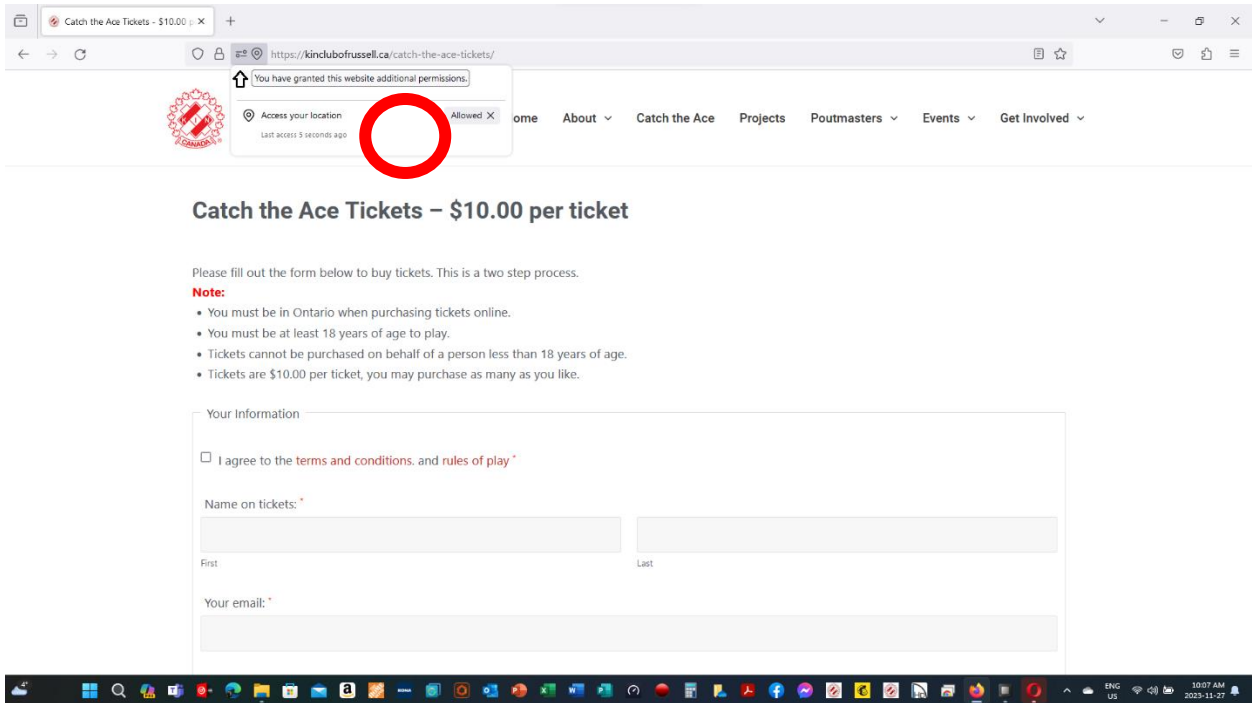 Catch the Ace Tickets - $10.00 p
https://kinclubofrussell.ca/catch-the-ace-tickets/
You have granted this website additional permissions.
Access your location
Allowed
Last access 5 seconds ago
CANADA
ome About Catch the Ace Projects Poutmasters Events Get Involved
Catch the Ace Tickets – $10.00 per ticket
Please fill out the form below to buy tickets. This is a two step process.
Note:
• You must be in Ontario when purchasing tickets online.
• You must be at least 18 years of age to play.
• Tickets cannot be purchased on behalf of a person less than 18 years of age.
• Tickets are $10.00 per ticket, you may purchase as many as you like.
Your Information
I agree to the terms and conditions. and rules of play *
Name on tickets: *
First Last
Your email: *
4°
ENG
US
10:07 AM
2023-11-27